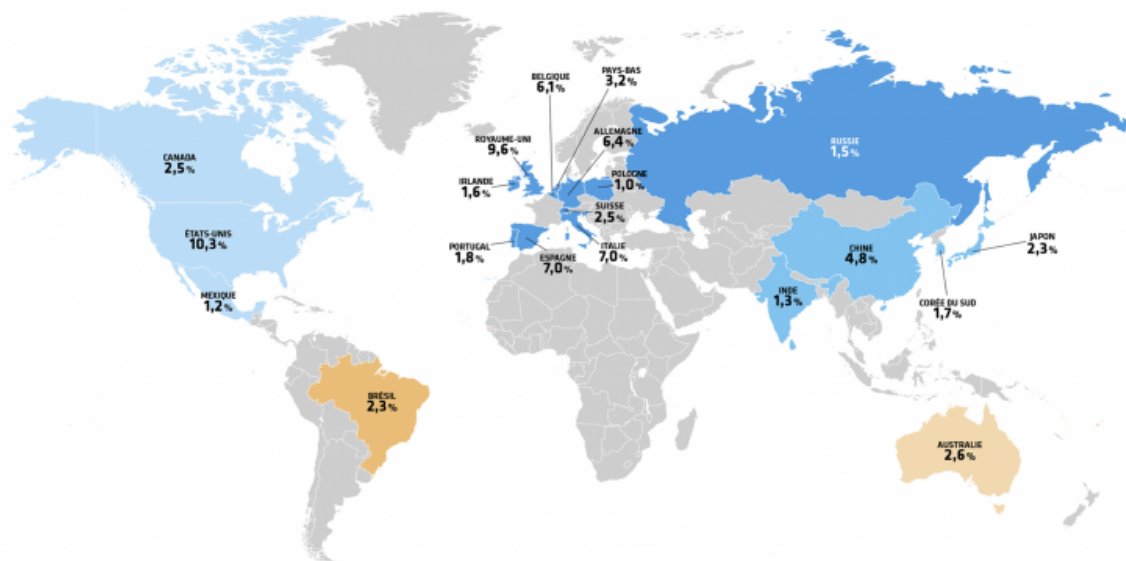 CANADA
2,5%
ÉTATS-UNIS
10,3%
MEXIQUE
1,2%
BRÉSIL
2,3%
BELGIQUE
6,1%
PAYS-BAS
3,2%
ROYAUME-UNI
9,6%
ALLEMAGNE
6,4%
IRLANDE
1,6%
POLOGNE
1,0%
SUISSE
2,5%
PORTUGAL
1,8%
ESPAGNE
7,0%
ITALIE
7,0%
RUSSIE
1,5%
CHINE
4,8%
INDE
1,3%
JAPON
2,3%
CORÉE DU SUD
1,7%
AUSTRALIE
2,6%